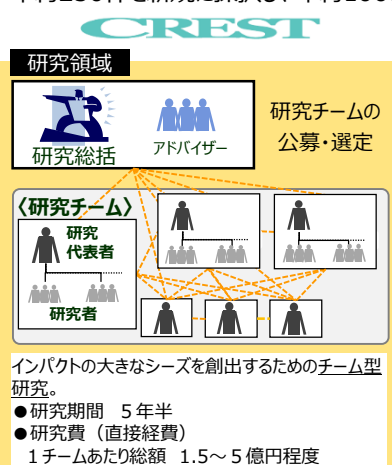 CREST
研究領域
研究総括
アドバイザー
研究チームの
公募・選定
〈研究チーム〉
研究
代表者
研究者
インパクトの大きなシーズを創出するためのチーム型
研究。
●研究期間 5年半
●研究費（直接経費）
1チームあたり総額 1.5～5億円程度